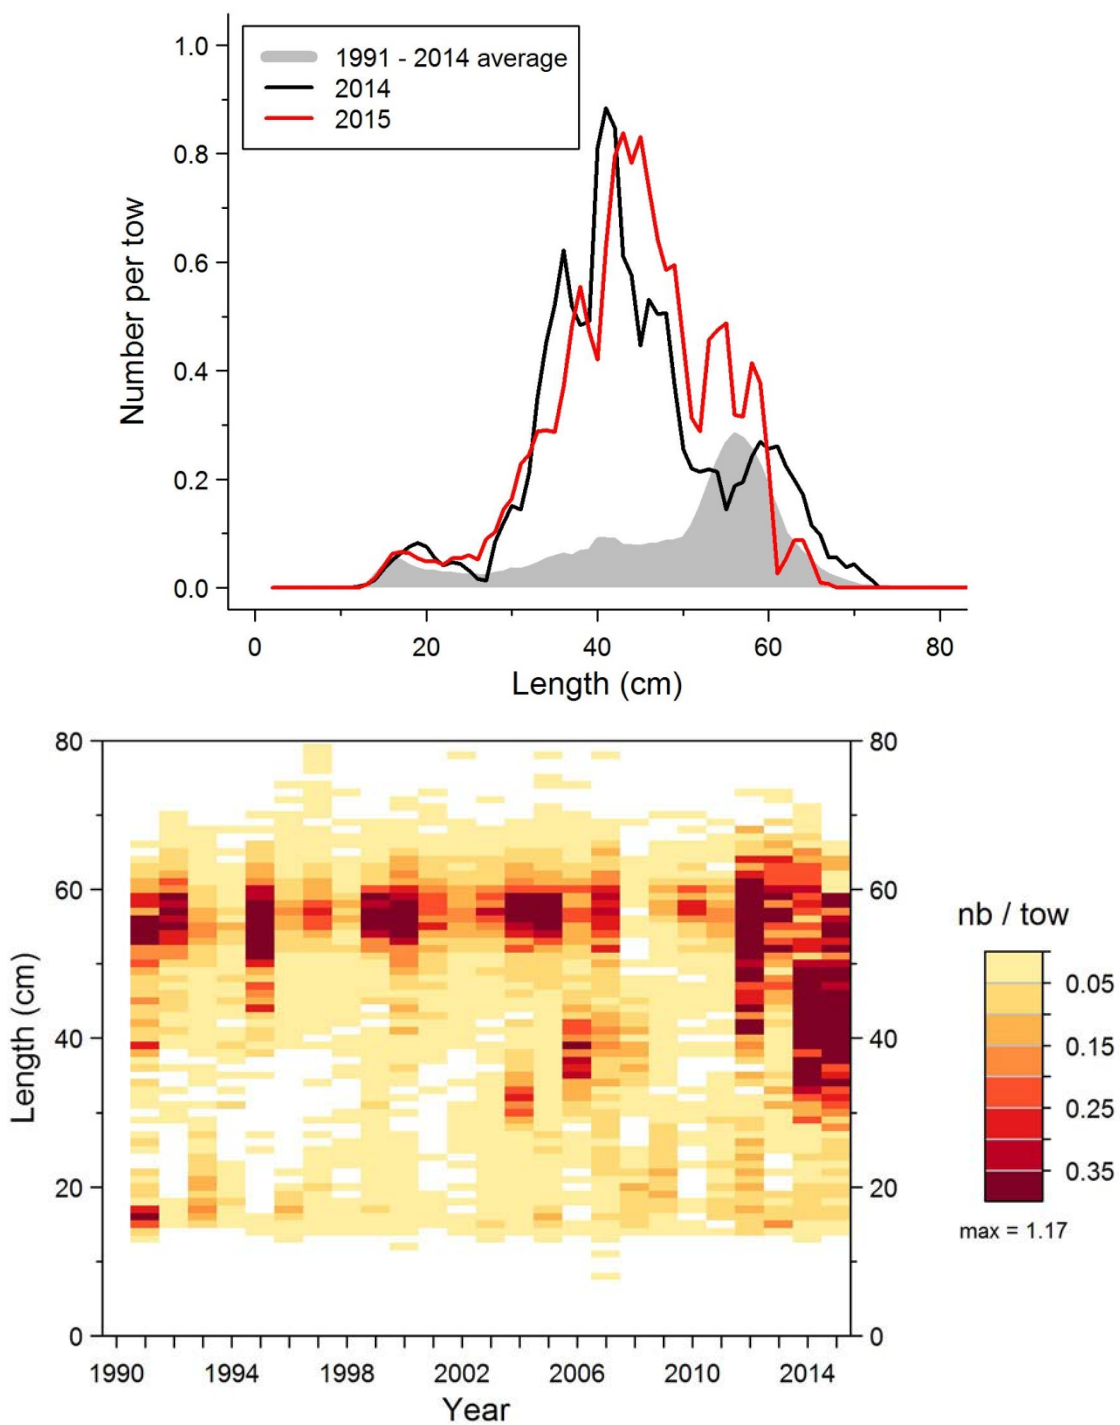 1991 - 2014 average
2014
2015
1.0
0.8
0.6
0.4
0.2
0.0
Number per tow
0 20 40 60 80
Length (cm)
80 80
60 60
40 40
20 20
0 0
Length (cm)
1990 1994 1998 2002 2006 2010 2014
Year
nb / tow
0.05
0.15
0.25
0.35
max = 1.17